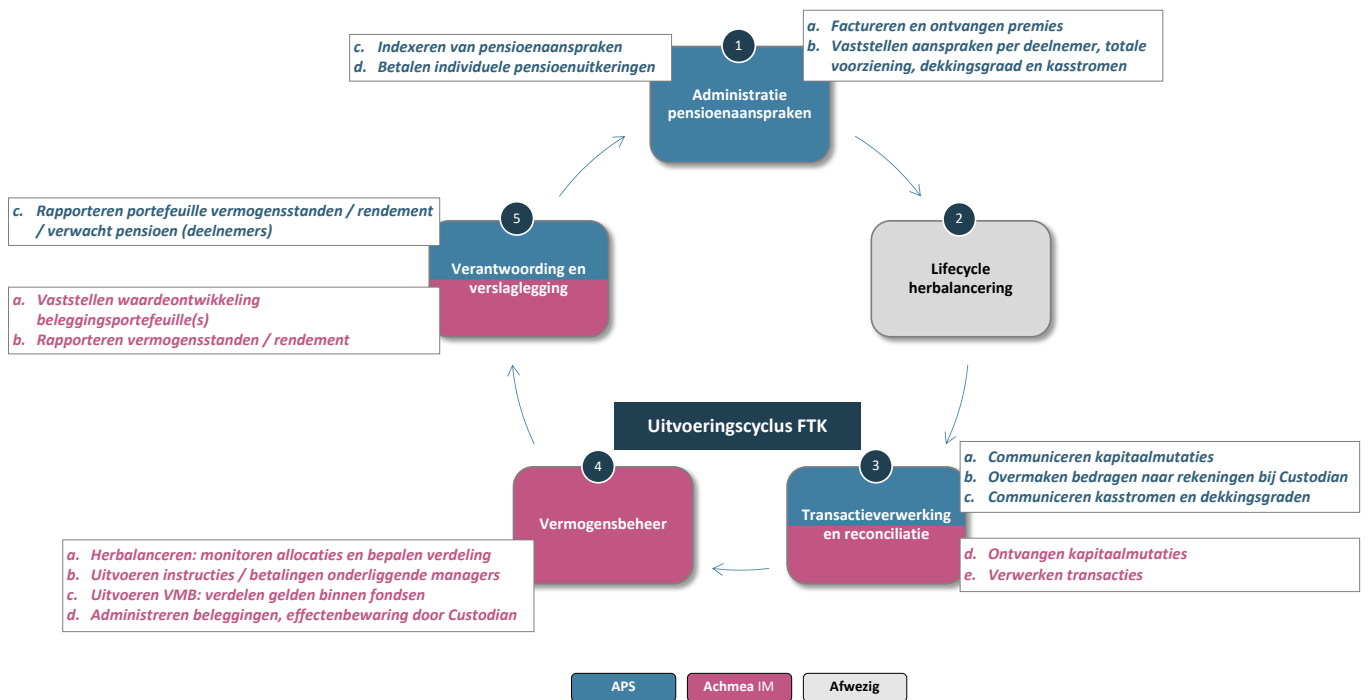 a. Factureren en ontvangen premies
b. Vaststellen aanspraken per deelnemer, totale
voorziening, dekkingsgraad en kasstromen
c. Indexeren van pensioenaanspraken
d. Betalen individuele pensioenuitkeringen
1
Administratie
pensioenaanspraken
c. Rapporteren portefeuille vermogensstanden / rendement
/ verwacht pensioen (deelnemers)
5
Verantwoording en
verslaglegging
a. Vaststellen waardeontwikkeling
beleggingsportefeuille(s)
b. Rapporteren vermogensstanden / rendement
2
Lifecycle
herbalancering
Uitvoeringscyclus FTK
4
Vermogensbeheer
a. Herbalanceren: monitoren allocaties en bepalen verdeling
b. Uitvoeren instructies / betalingen onderliggende managers
c. Uitvoeren VMB: verdelen gelden binnen fondsen
d. Administreren beleggingen, effectenbewaring door Custodian
3
Transactieverwerking
en reconciliatie
a. Communiceren kapitaalmutaties
b. Overmaken bedragen naar rekeningen bij Custodian
c. Communiceren kasstromen en dekkingsgraden
d. Ontvangen kapitaalmutaties
e. Verwerken transacties
APS
Achmea IM
Afwezig